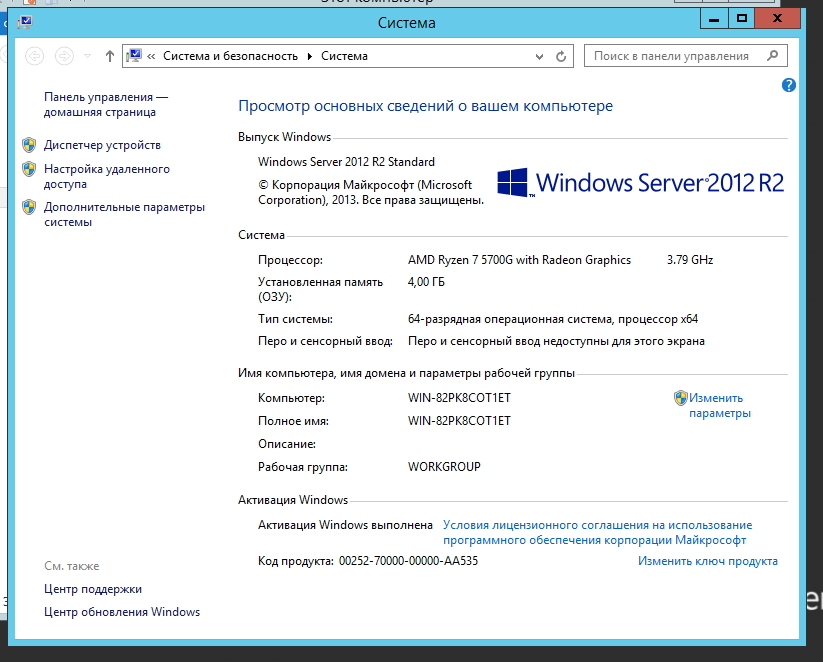 Система
« Система и безопасность ▸ Система
Поиск в панели управления
Панель управления —
домашняя страница
Диспетчер устройств
Настройка удаленного
доступа
Дополнительные параметры
системы
Просмотр основных сведений о вашем компьютере
Выпуск Windows
Windows Server 2012 R2 Standard
© Корпорация Майкрософт (Microsoft
Corporation), 2013. Все права защищены.
Windows Server 2012 R2
Система
Процессор: AMD Ryzen 7 5700G with Radeon Graphics 3.79 GHz
Установленная память
(ОЗУ): 4,00 ГБ
Тип системы: 64-разрядная операционная система, процессор x64
Перо и сенсорный ввод: Перо и сенсорный ввод недоступны для этого экрана
Имя компьютера, имя домена и параметры рабочей группы
Компьютер: WIN-82PK8COT1ET
Изменить
параметры
Полное имя: WIN-82PK8COT1ET
Описание:
Рабочая группа: WORKGROUP
Активация Windows
Активация Windows выполнена Условия лицензионного соглашения на использование
программного обеспечения корпорации Майкрософт
Код продукта: 00252-70000-00000-AA535 Изменить ключ продукта
См. также
Центр поддержки
Центр обновления Windows